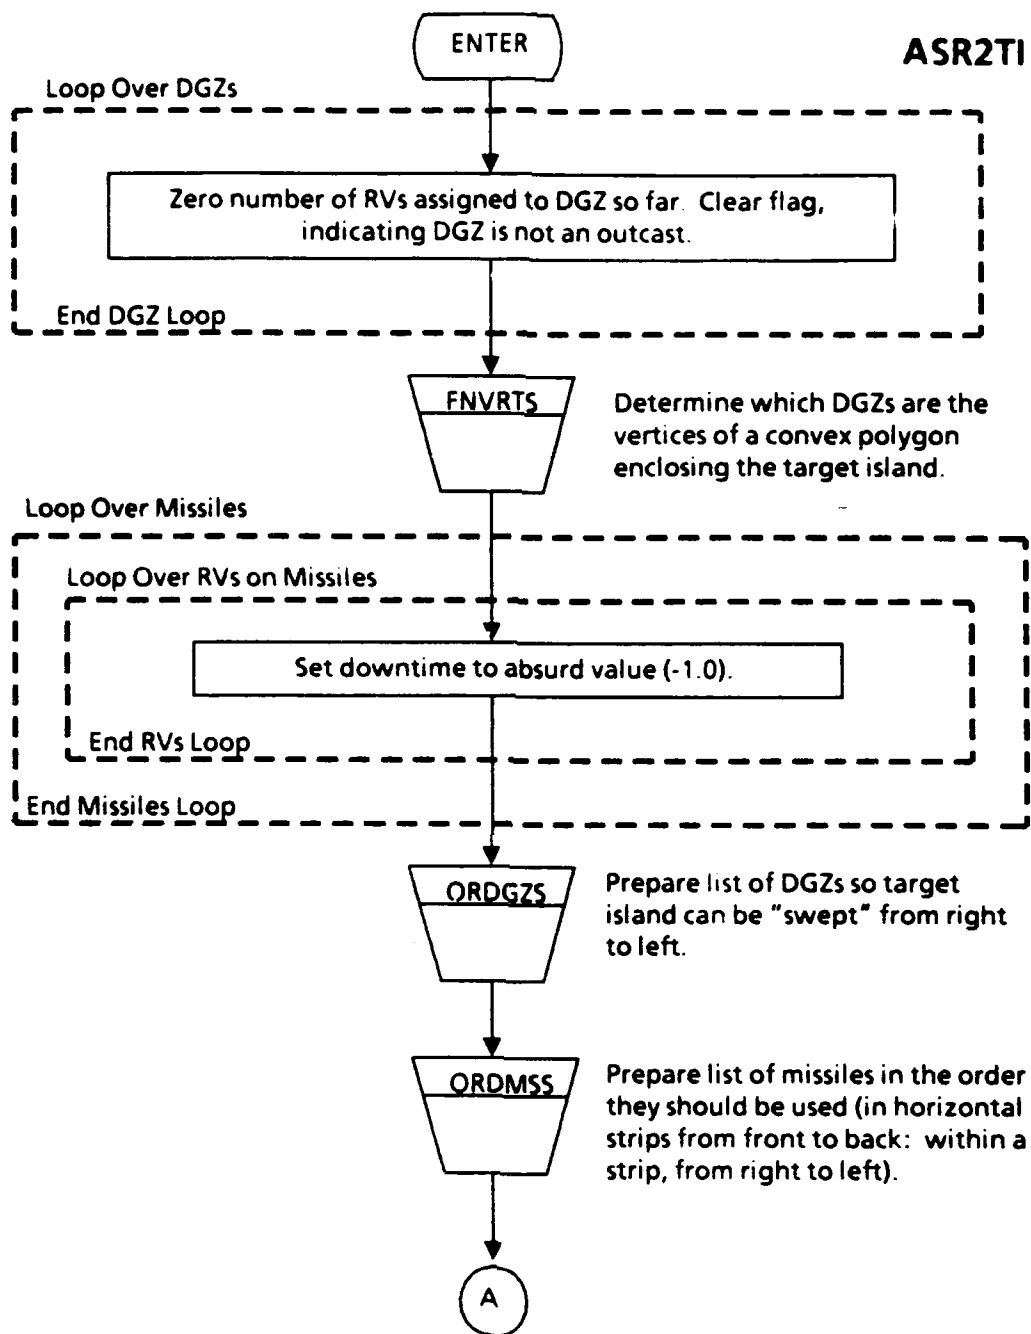 ENTER
ASR2TI
Loop Over DGZs
Zero number of RVs assigned to DGZ so far. Clear flag,
indicating DGZ is not an outcast.
End DGZ Loop
FNVRTS
Determine which DGZs are the
vertices of a convex polygon
enclosing the target island.
Loop Over Missiles
Loop Over RVs on Missiles
Set downtime to absurd value (-1.0).
End RVs Loop
End Missiles Loop
ORDGZS
Prepare list of DGZs so target
island can be "swept" from right
to left.
ORDMSS
Prepare list of missiles in the order
they should be used (in horizontal
strips from front to back: within a
strip, from right to left).
A